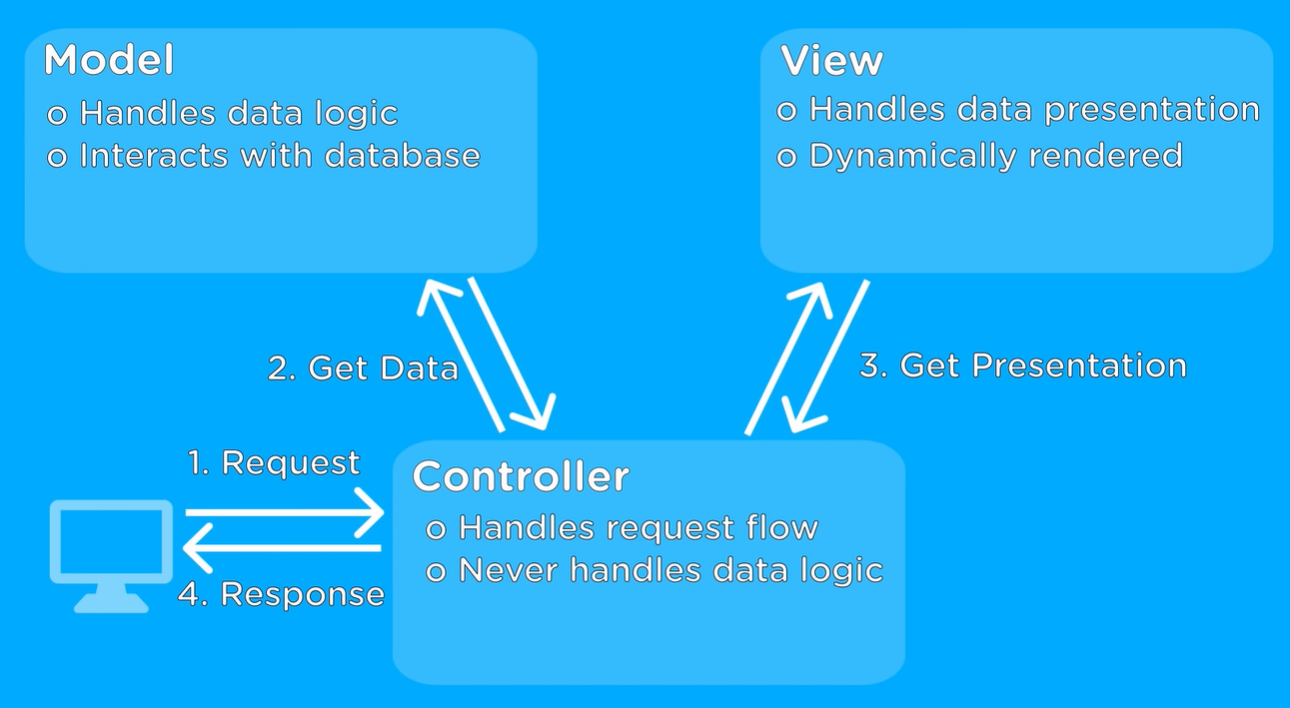 Model
o Handles data logic
o Interacts with database
View
o Handles data presentation
o Dynamically rendered
2. Get Data
3. Get Presentation
1. Request
4. Response
Controller
o Handles request flow
o Never handles data logic